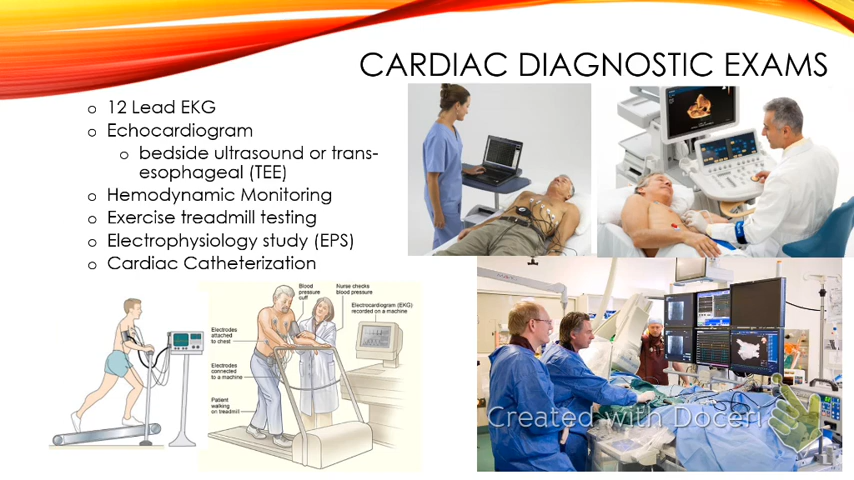 CARDIAC DIAGNOSTIC EXAMS
o 12 Lead EKG
o Echocardiogram
o bedside ultrasound or trans-
esophageal (TEE)
o Hemodynamic Monitoring
o Exercise treadmill testing
o Electrophysiology study (EPS)
o Cardiac Catheterization
Blood
pressure
cuff
Nurse checks
blood pressure
Electrocardiogram (EKG)
recorded on a machine
Electrodes
attached
to chest
Electrodes
connected
to a machine
Patient
walking
on treadmill
Created with Doceri